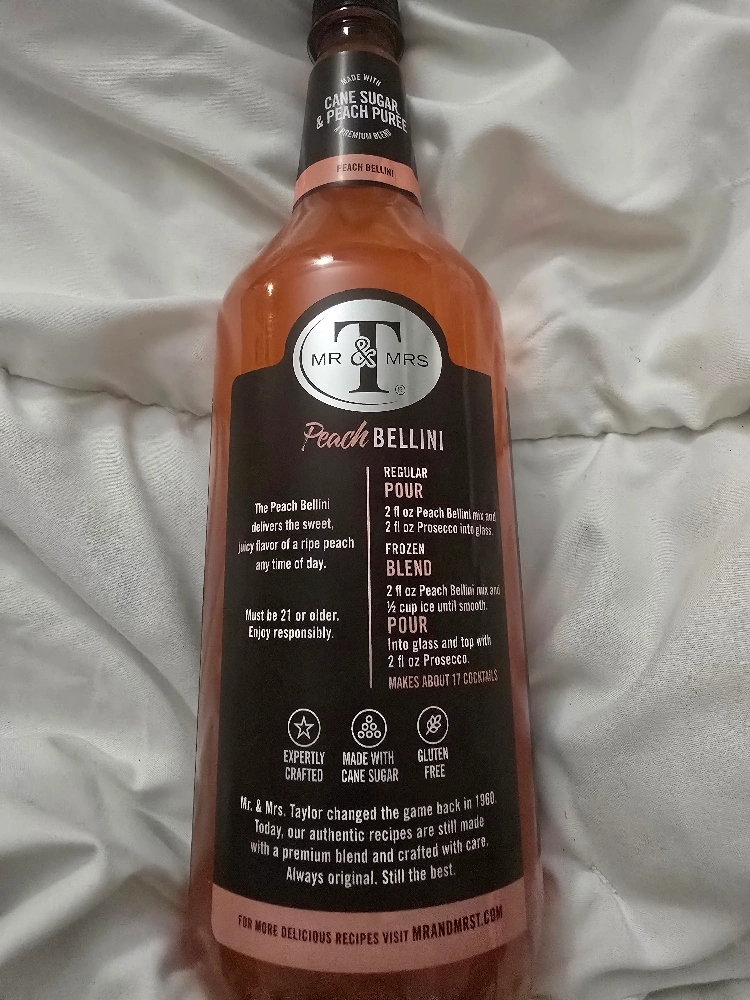 MADE WITH
CANE SUGAR
& PEACH PURÉE
A PREMIUM BLEND
PEACH BELLINI
MR & MRS
T
®
Peach BELLINI
The Peach Bellini
delivers the sweet,
juicy flavor of a ripe peach
any time of day.
Must be 21 or older.
Enjoy responsibly.
REGULAR
POUR
2 fl oz Peach Bellini mix and
2 fl oz Prosecco into glass.
FROZEN
BLEND
2 fl oz Peach Bellini mix and
½ cup ice until smooth.
POUR
Into glass and top with
2 fl oz Prosecco.
MAKES ABOUT 17 COCKTAILS
EXPERTLY
CRAFTED
MADE WITH
CANE SUGAR
GLUTEN
FREE
Mr. & Mrs. Taylor changed the game back in 1960.
Today, our authentic recipes are still made
with a premium blend and crafted with care.
Always original. Still the best.
FOR MORE DELICIOUS RECIPES VISIT MRANDMRST.COM